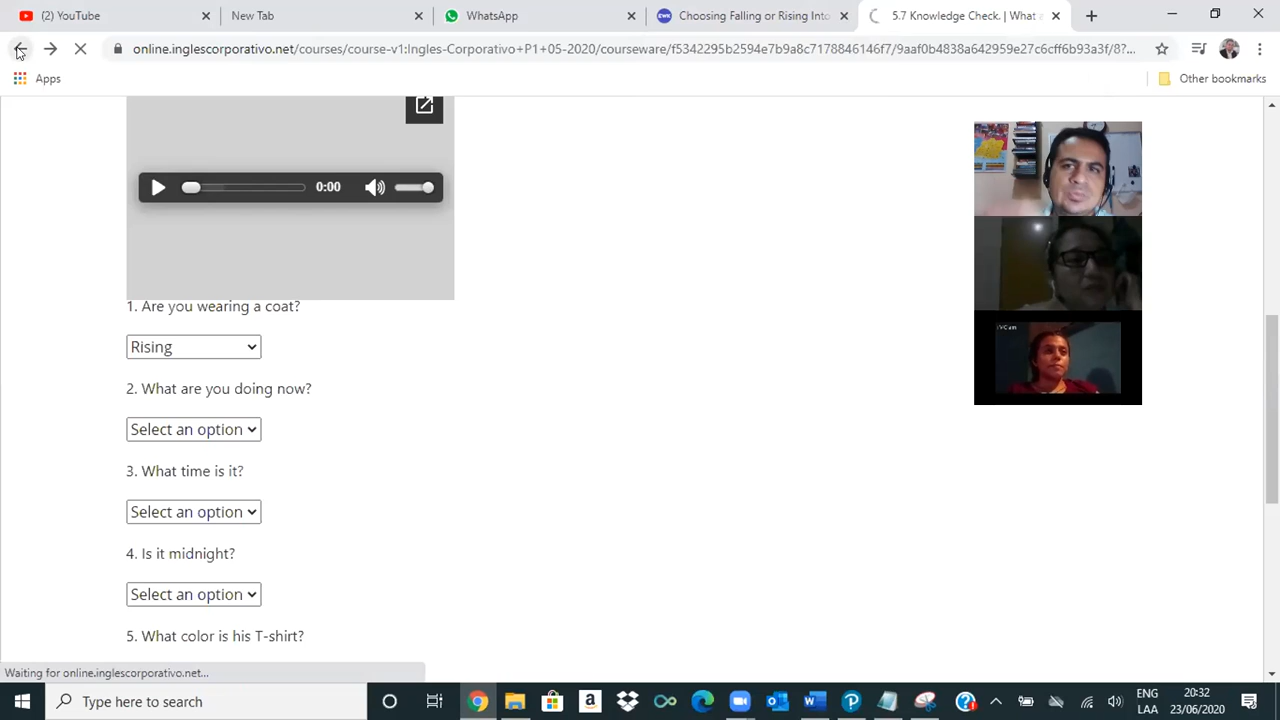 (2) YouTube
New Tab
WhatsApp
Choosing Falling or Rising Into
5.7 Knowledge Check. | What a
online.inglescorporativo.net/courses/course-v1:Ingles-Corporativo+P1+05-2020/courseware/f5342295b2594e7b9a8c7178846146f7/9aaf0b4838a642959e27c6cff6b93a3f/8?...
Apps
Other bookmarks
0:00
1. Are you wearing a coat?
Rising
2. What are you doing now?
Select an option
3. What time is it?
Select an option
4. Is it midnight?
Select an option
5. What color is his T-shirt?
Waiting for online.inglescorporativo.net...
Type here to search
ENG
LAA
20:32
23/06/2020